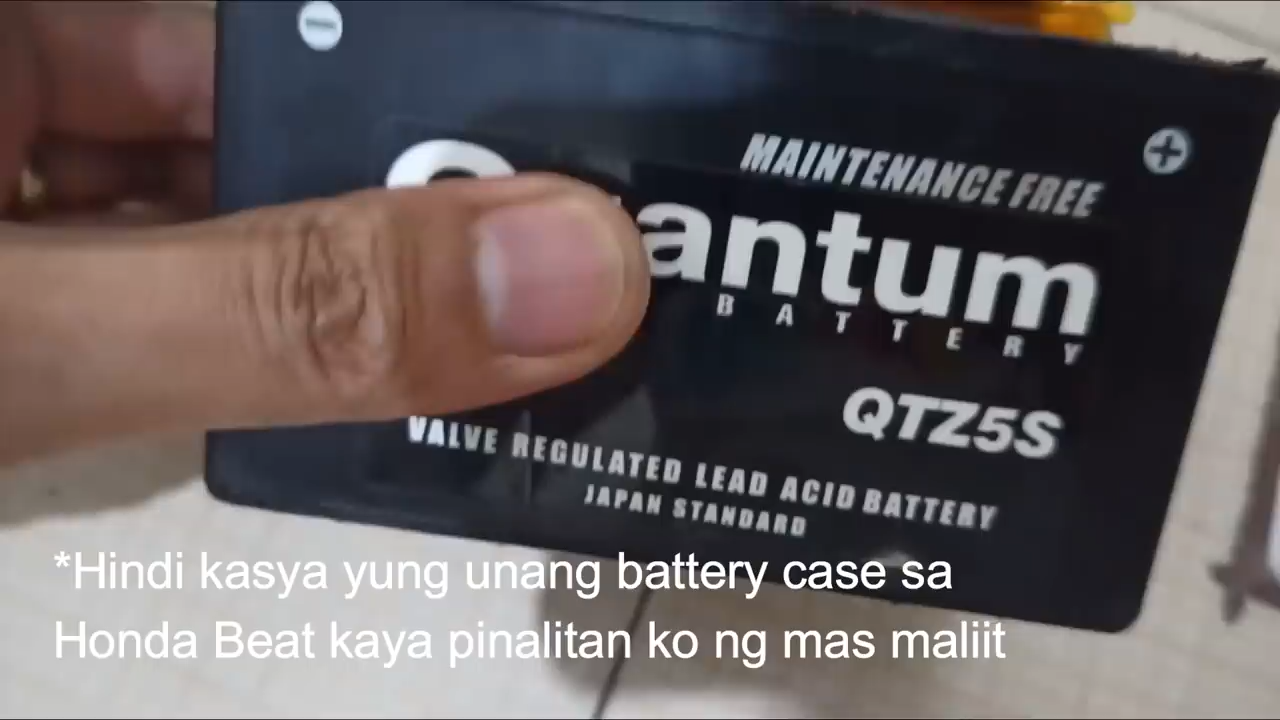 MAINTENANCE FREE
BATTERY
QTZ5S
VALVE REGULATED LEAD ACID BATTERY
JAPAN STANDARD
*Hindi kasya yung unang battery case sa
Honda Beat kaya pinalitan ko ng mas maliit